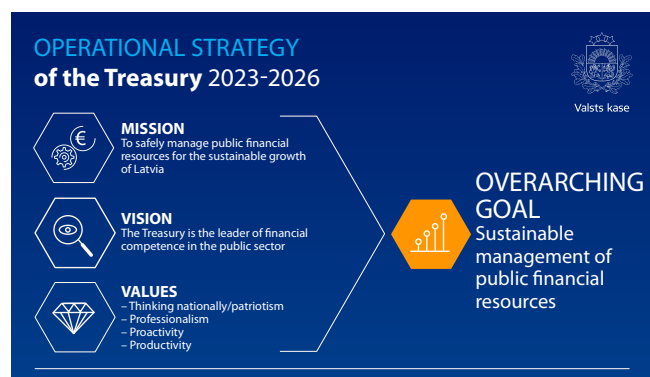 OPERATIONAL STRATEGY
of the Treasury 2023-2026
Valsts kase
€
MISSION
To safely manage public financial
resources for the sustainable growth
of Latvia
VISION
The Treasury is the leader of financial
competence in the public sector
VALUES
– Thinking nationally/patriotism
– Professionalism
– Proactivity
– Productivity
OVERARCHING
GOAL
Sustainable
management of
public financial
resources